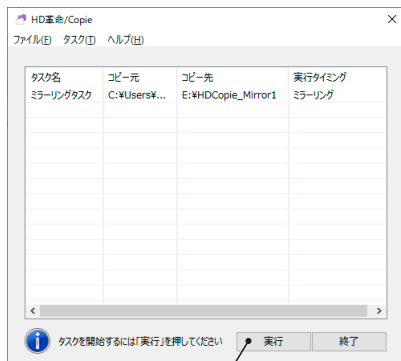 HD革命/Copie
ファイル(F) タスク(T) ヘルプ(H)
タスク名 コピー元 コピー先 実行タイミング
ミラーリングタスク C:¥Users¥... E:¥HDCopie_Mirror1 ミラーリング
タスクを開始するには「実行」を押してください 実行 終了